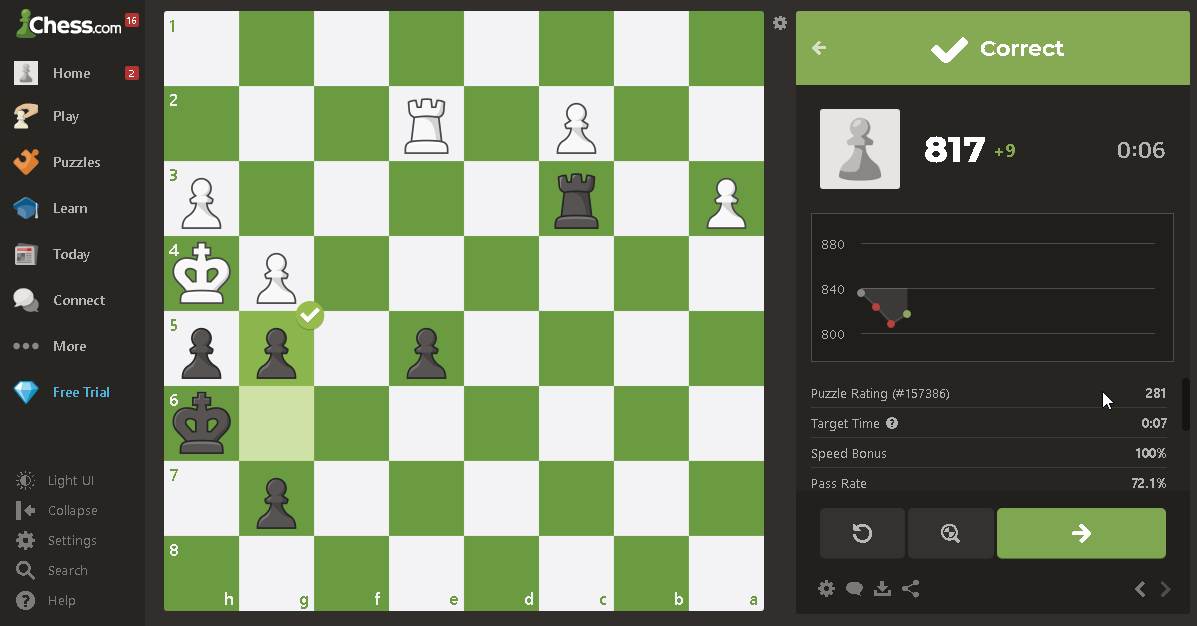 Chess.com 16
Home 2
Play
Puzzles
Learn
Today
Connect
More
Free Trial
Light UI
Collapse
Settings
Search
Help
1
2
3
4
5
6
7
8
h g f e d c b a
Correct
817 +9 0:06
880
840
800
Puzzle Rating (#157386) 281
Target Time ? 0:07
Speed Bonus 100%
Pass Rate 72.1%